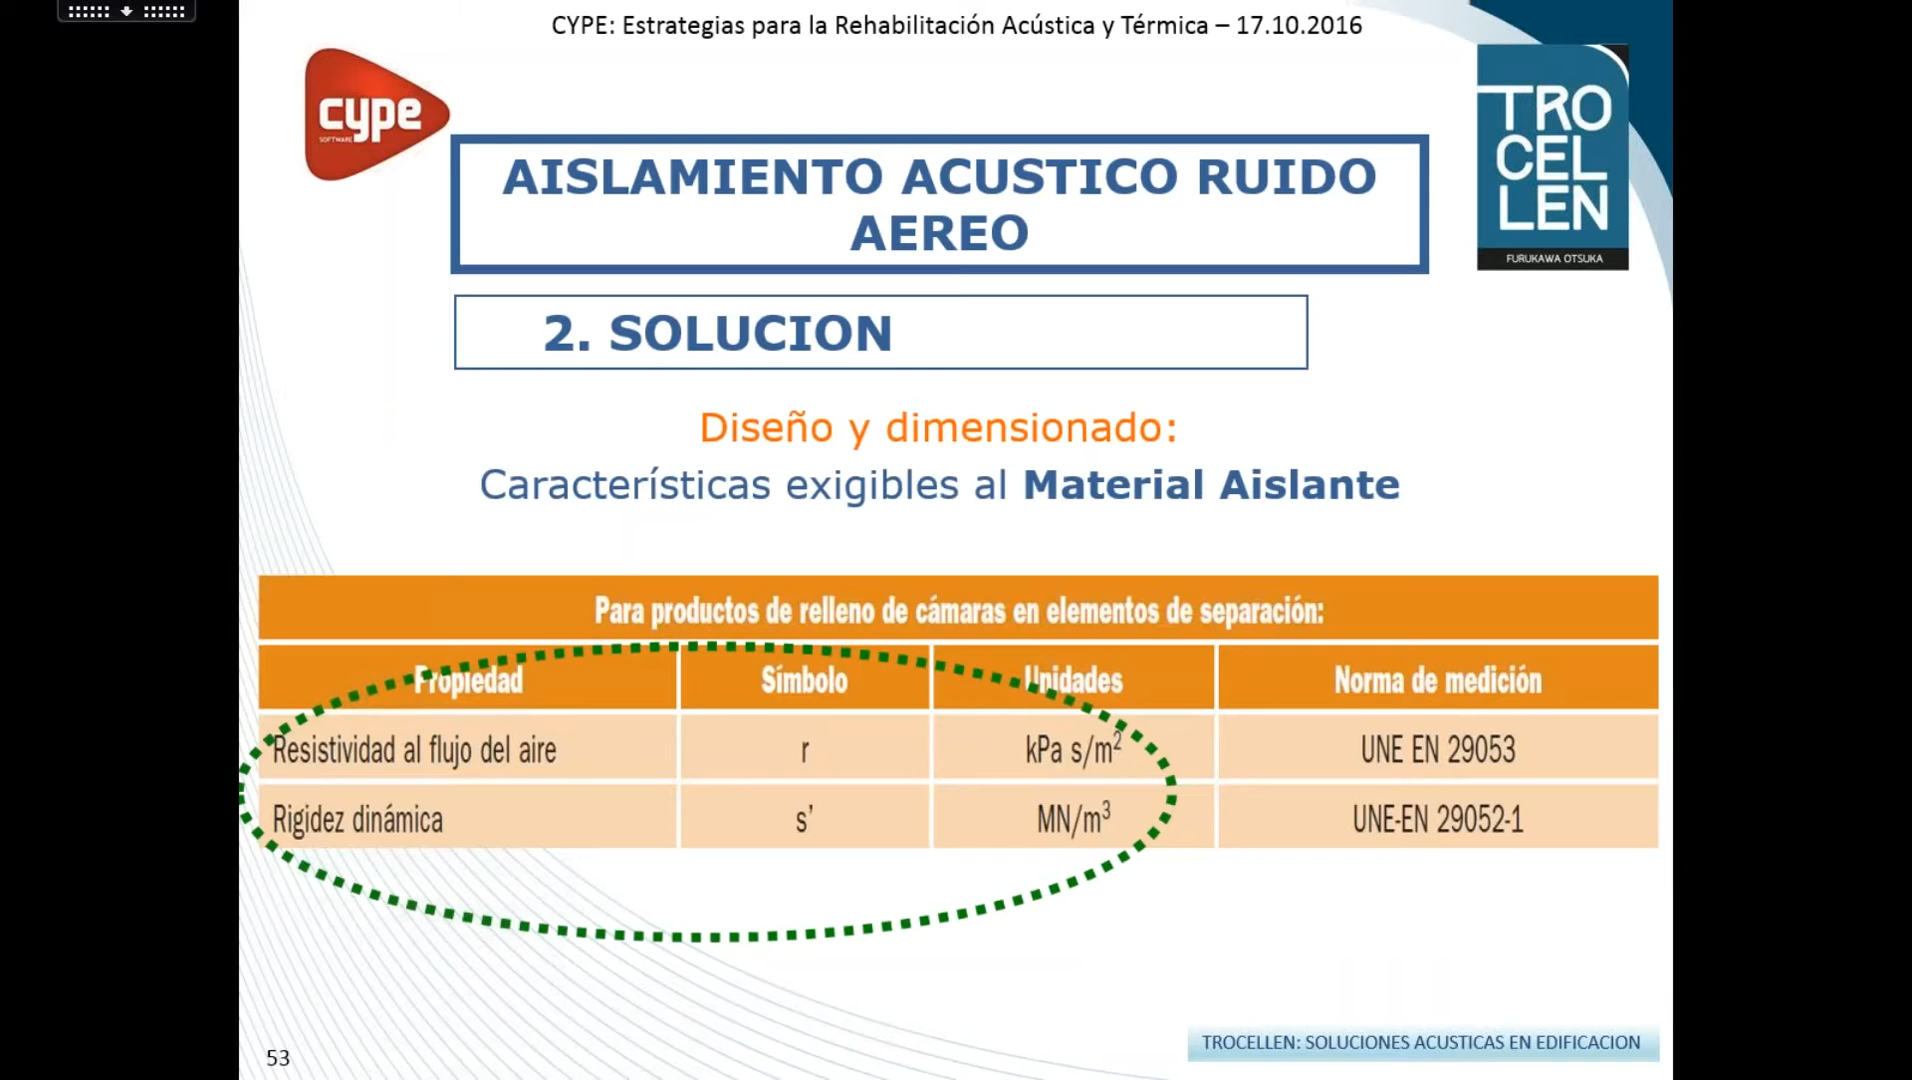 CYPE: Estrategias para la Rehabilitación Acústica y Térmica – 17.10.2016
cype
SOFTWARE
TRO
CEL
LEN
FURUKAWA OTSUKA
AISLAMIENTO ACUSTICO RUIDO
AEREO
2. SOLUCION
Diseño y dimensionado:
Características exigibles al Material Aislante
Para productos de relleno de cámaras en elementos de separación:
Propiedad Símbolo Unidades Norma de medición
Resistividad al flujo del aire r kPa s/m² UNE EN 29053
Rigidez dinámica s’ MN/m³ UNE-EN 29052-1
TROCELLEN: SOLUCIONES ACUSTICAS EN EDIFICACION
53